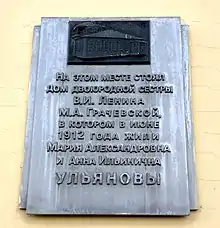 На этом месте стоял
дом двоюродной сестры
В.И. Ленина
М.А. Грачевской,
в котором в июне
1912 года жили
Мария Александровна
и Анна Ильинична
Ульяновы